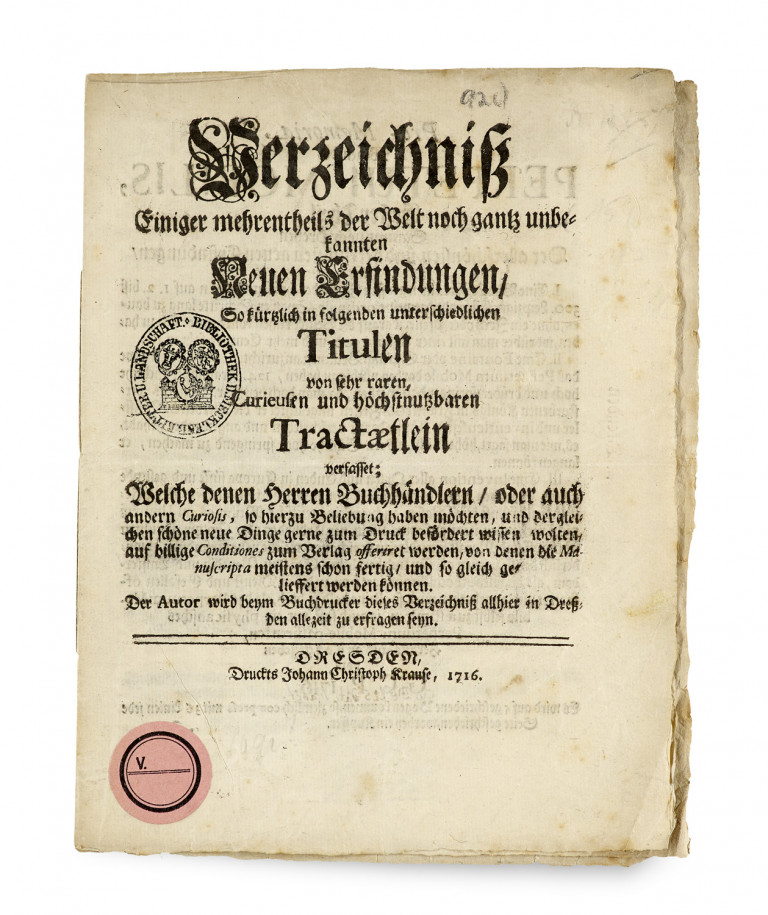 920
Verzeichniß
Einiger mehrentheils der Welt noch gantz unbe-
kannten
Neuen Erfindungen/
So kürtzlich in folgenden unterschiedlichen
Titulen
von sehr raren,
Curieusen und höchstnutzbaren
Tractætlein
verfasset;
Welche denen Herren Buchhändlern/ oder auch
andern Curiosis, so hierzu Beliebung haben möchten, und derglei-
chen schöne neue Dinge gerne zum Druck befördert wissen wolten/
auf billige Conditiones zum Verlag offeriret werden, von denen die Ma-
nuscripta meistens schon fertig/ und so gleich ge-
lieffert werden können.
Der Autor wird beym Buchdrucker dieses Verzeichniß allhier in Dreß-
den allezeit zu erfragen seyn.
DRESDEN,
Druckts Johann Christoph Krause, 1716.
V.